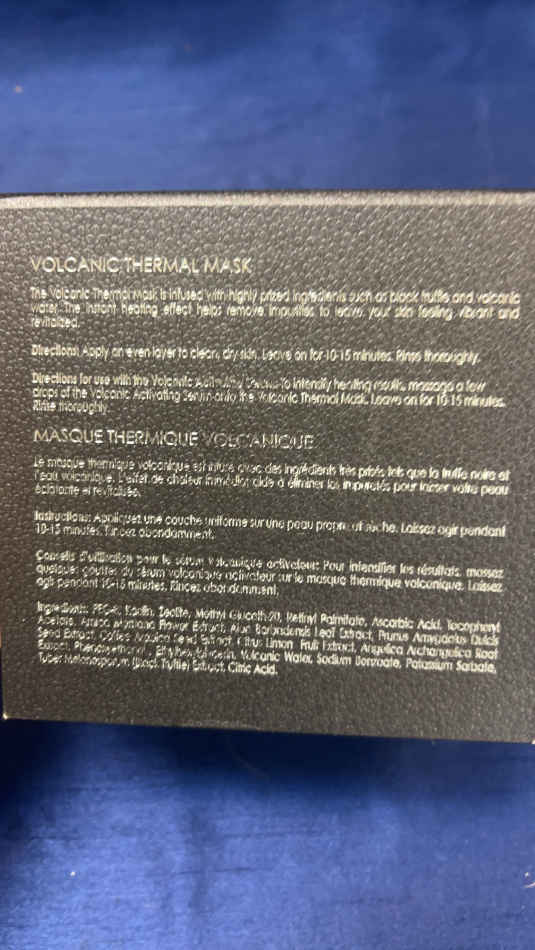 VOLCANIC THERMAL MASK
The Volcanic Thermal Mask is infused with highly prized ingredients such as black truffle and volcanic
water. The instant heating effect helps remove impurities to leave your skin feeling vibrant and
revitalized.
Directions: Apply an even layer to clean, dry skin. Leave on for 10-15 minutes. Rinse thoroughly.
Directions for use with the Volcanic Activating Serum: To intensify heating results, massage a few
drops of the Volcanic Activating Serum onto the Volcanic Thermal Mask. Leave on for 10-15 minutes.
Rinse thoroughly.
MASQUE THERMIQUE VOLCANIQUE
Le masque thermique volcanique est infusé avec des ingrédients très prisés tels que la truffe noire et
l'eau volcanique. L'effet de chaleur immédiat aide à éliminer les impuretés pour laisser votre peau
éclatante et revitalisée.
Instructions: Appliquez une couche uniforme sur une peau propre et sèche. Laissez agir pendant
10-15 minutes. Rincez abondamment.
Conseils d'utilisation pour le sérum volcanique activateur: Pour intensifier les résultats, massez
quelques gouttes du sérum volcanique activateur sur le masque thermique volcanique. Laissez
agir pendant 10-15 minutes. Rincez abondamment.
Ingredients: PEG-8, Kaolin, Zeolite, Methyl Gluceth-20, Retinyl Palmitate, Ascorbic Acid, Tocopheryl
Acetate, Arnica Montana Flower Extract, Aloe Barbadensis Leaf Extract, Prunus Amygdalus Dulcis
Seed Extract, Coffea Arabica Seed Extract, Citrus Limon Fruit Extract, Angelica Archangelica Root
Extract, Phenoxyethanol, Ethylhexylglycerin, Volcanic Water, Sodium Benzoate, Potassium Sorbate,
Tuber Melanosporum (Black Truffle) Extract, Citric Acid.